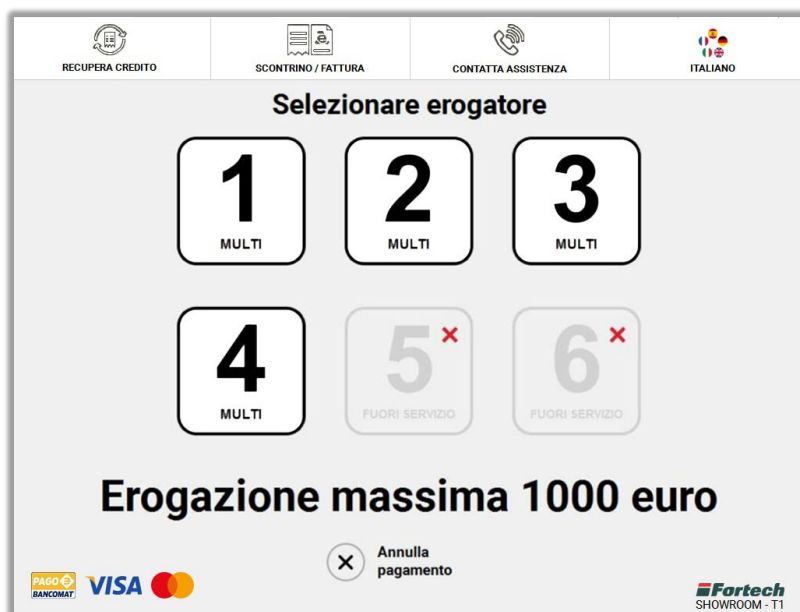 RECUPERA CREDITO
SCONTRINO / FATTURA
CONTATTA ASSISTENZA
ITALIANO
Selezionare erogatore
1
MULTI
2
MULTI
3
MULTI
4
MULTI
5
FUORI SERVIZIO
6
FUORI SERVIZIO
Erogazione massima 1000 euro
Annulla
pagamento
PAGO
BANCOMAT
VISA
Fortech
SHOWROOM - T1